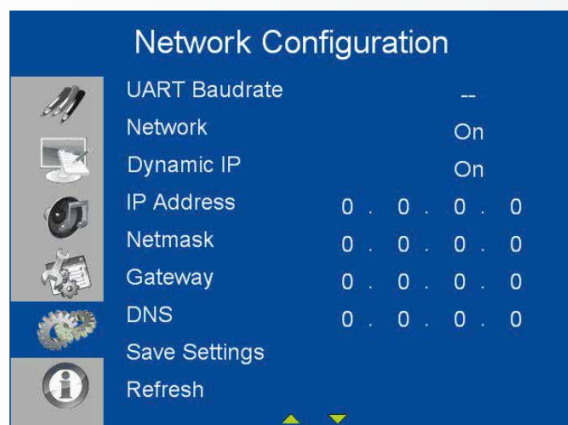 Network Configuration
UART Baudrate --
Network On
Dynamic IP On
IP Address 0 . 0 . 0 . 0
Netmask 0 . 0 . 0 . 0
Gateway 0 . 0 . 0 . 0
DNS 0 . 0 . 0 . 0
Save Settings
Refresh